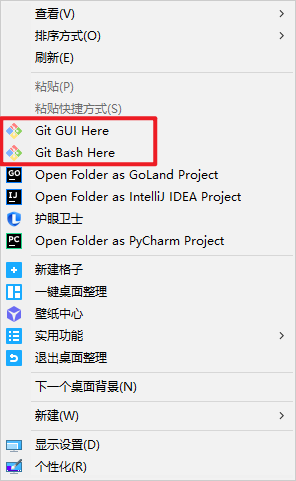 查看(V)
排序方式(O)
刷新(E)
粘贴(P)
粘贴快捷方式(S)
Git GUI Here
Git Bash Here
Open Folder as GoLand Project
Open Folder as IntelliJ IDEA Project
护眼卫士
Open Folder as PyCharm Project
新建格子
一键桌面整理
壁纸中心
实用功能
退出桌面整理
下一个桌面背景(N)
新建(W)
显示设置(D)
个性化(R)